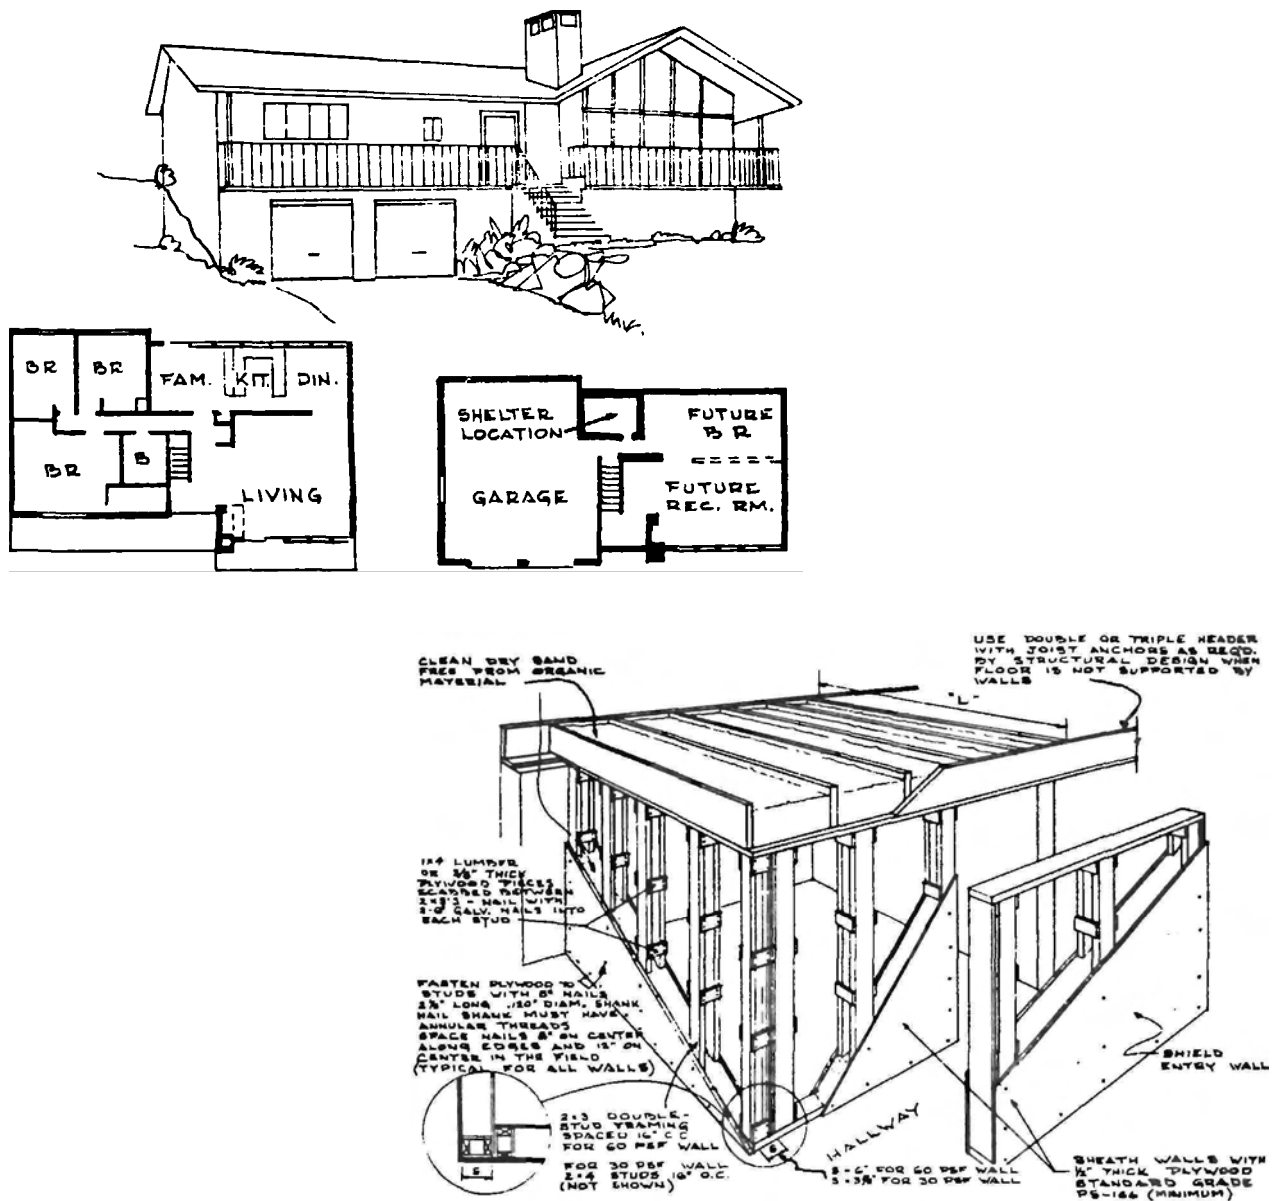 BR
BR
FAM.
KIT.
DIN.
BR
B
LIVING
SHELTER
LOCATION
FUTURE
BR
GARAGE
FUTURE
REC. RM.
CLEAN DRY SAND
FREE FROM ORGANIC
MATERIAL
USE DOUBLE OR TRIPLE HEADER
WITH JOIST ANCHORS AS REQ'D.
BY STRUCTURAL DESIGN WHEN
FLOOR IS NOT SUPPORTED BY
WALLS
"L"
1x4 LUMBER
OR 3/8" THICK
PLYWOOD PIECES
SCABBED BETWEEN
2x3'S - NAIL WITH
GALV. NAILS INTO
EACH STUD
FASTEN PLYWOOD TO
STUDS WITH 8d NAILS
2½" LONG .120" DIAM. SHANK
NAIL SHANK MUST HAVE
ANNULAR THREADS
SPACE NAILS 8" ON CENTER
ALONG EDGES AND 12" ON
CENTER IN THE FIELD
(TYPICAL FOR ALL WALLS)
S
2x3 DOUBLE-
STUD FRAMING
SPACED 16" CC
FOR 60 PSF WALL
FOR 30 PSF WALL
2x4 STUDS 16" O.C.
(NOT SHOWN)
S
HALLWAY
S=6" FOR 60 PSF WALL
S=3⅝" FOR 30 PSF WALL
SHIELD
ENTRY WALL
SHEATH WALLS WITH
½" THICK PLYWOOD
STANDARD GRADE
PS-166 (MINIMUM)